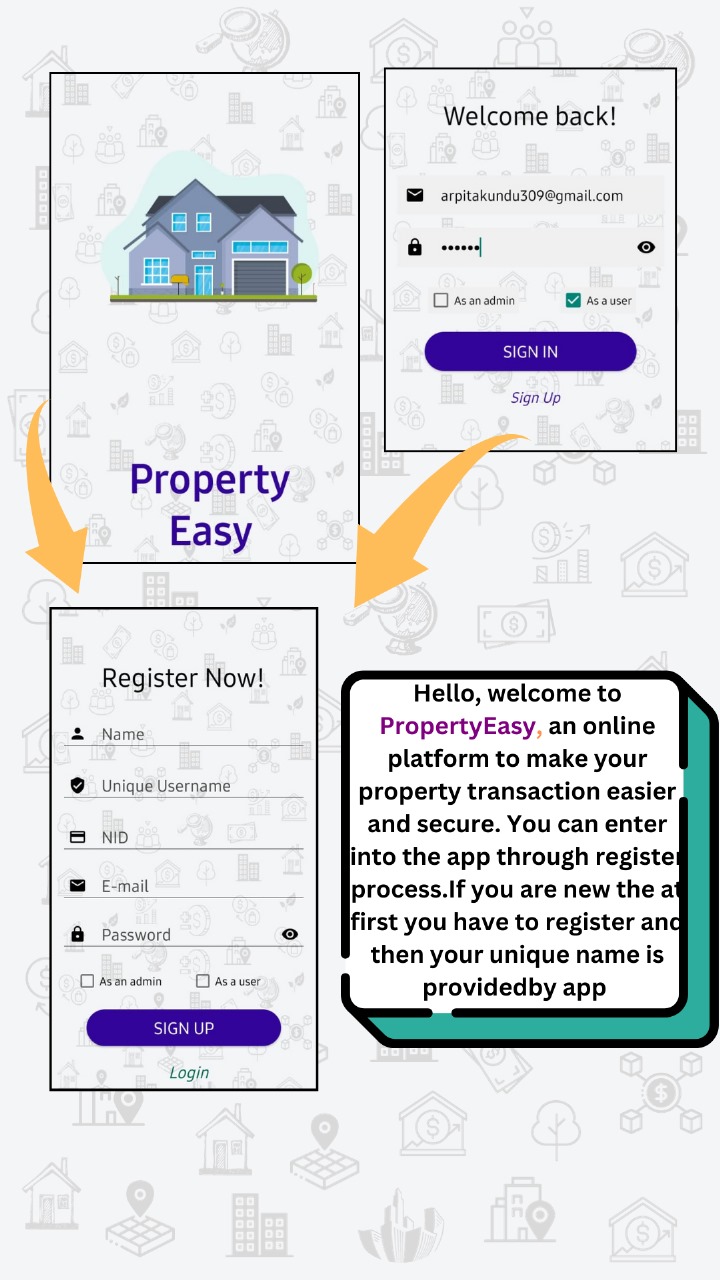 Property
Easy
Welcome back!
arpitakundu309@gmail.com
••••••
As an admin
As a user
SIGN IN
Sign Up
Register Now!
Name
Unique Username
NID
E-mail
Password
As an admin
As a user
SIGN UP
Login
Hello, welcome to
PropertyEasy, an online
platform to make your
property transaction easier
and secure. You can enter
into the app through register
process.If you are new the at
first you have to register and
then your unique name is
providedby app